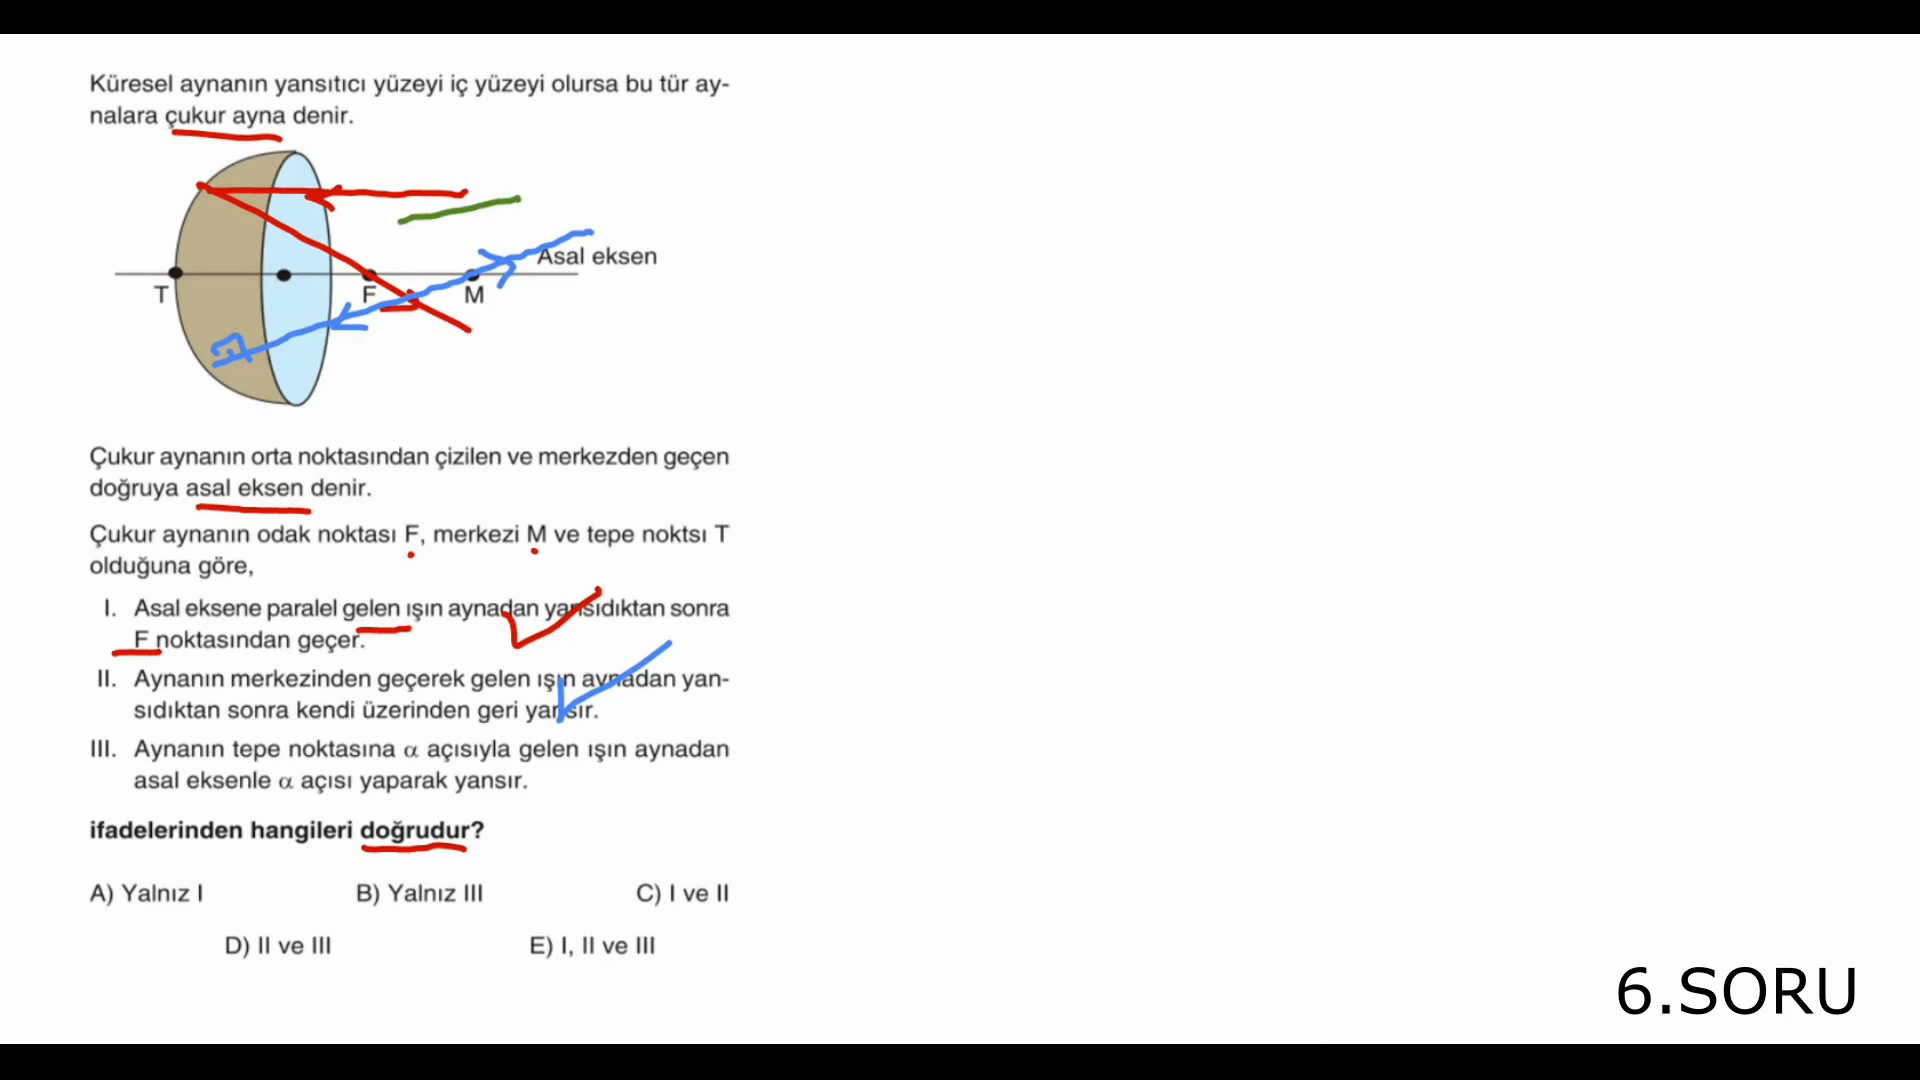 Küresel aynanın yansıtıcı yüzeyi iç yüzeyi olursa bu tür ay-
nalara çukur ayna denir.
Asal eksen
T
F
M
Çukur aynanın orta noktasından çizilen ve merkezden geçen
doğruya asal eksen denir.
Çukur aynanın odak noktası F, merkezi M ve tepe noktsı T
olduğuna göre,
I. Asal eksene paralel gelen ışın aynadan yansıdıktan sonra
F noktasından geçer.
II. Aynanın merkezinden geçerek gelen ışın aynadan yan-
sıdıktan sonra kendi üzerinden geri yansır.
III. Aynanın tepe noktasına α açısıyla gelen ışın aynadan
asal eksenle α açısı yaparak yansır.
ifadelerinden hangileri doğrudur?
A) Yalnız I
B) Yalnız III
C) I ve II
D) II ve III
E) I, II ve III
6.SORU